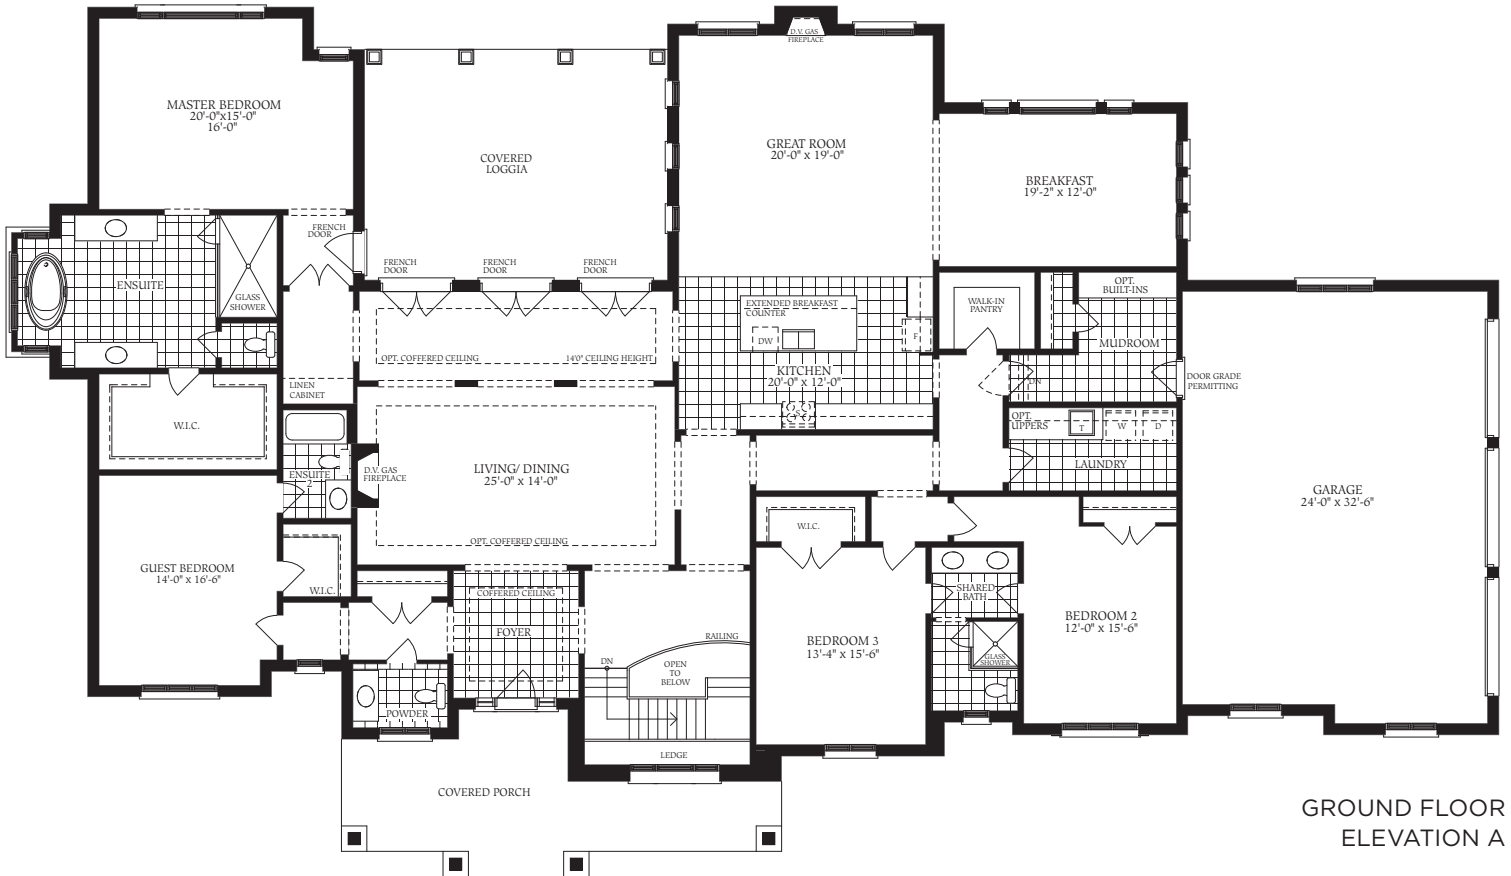 D.V. GAS
FIREPLACE
MASTER BEDROOM
20'-0"x15'-0"
16'-0"
COVERED
LOGGIA
GREAT ROOM
20'-0" x 19'-0"
BREAKFAST
19'-2" x 12'-0"
FRENCH
DOOR
FRENCH
DOOR
FRENCH
DOOR
FRENCH
DOOR
ENSUITE
GLASS
SHOWER
OPT.
BUILT-INS
WALK-IN
PANTRY
EXTENDED BREAKFAST
COUNTER
DW
F
MUDROOM
OPT. COFFERED CEILING
14'0" CEILING HEIGHT
KITCHEN
20'-0" x 12'-0"
S
DN
DOOR GRADE
PERMITTING
LINEN
CABINET
W.I.C.
OPT.
UPPERS
T
W
D
LAUNDRY
D.V. GAS
FIREPLACE
ENSUITE
2
LIVING/ DINING
25'-0" x 14'-0"
GARAGE
24'-0" x 32'-6"
W.I.C.
OPT. COFFERED CEILING
GUEST BEDROOM
14'-0" x 16'-6"
W.I.C.
COFFERED CEILING
FOYER
SHARED
BATH
BEDROOM 2
12'-0" x 15'-6"
RAILING
BEDROOM 3
13'-4" x 15'-6"
DN
OPEN
TO
BELOW
GLASS
SHOWER
POWDER
LEDGE
COVERED PORCH
GROUND FLOOR
ELEVATION A